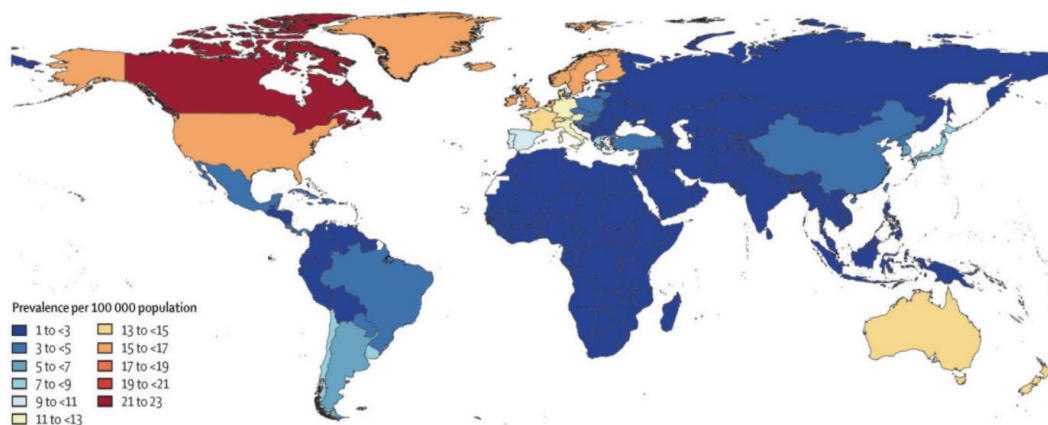 Prevalence per 100 000 population
1 to <3
3 to <5
5 to <7
7 to <9
9 to <11
11 to <13
13 to <15
15 to <17
17 to <19
19 to <21
21 to 23